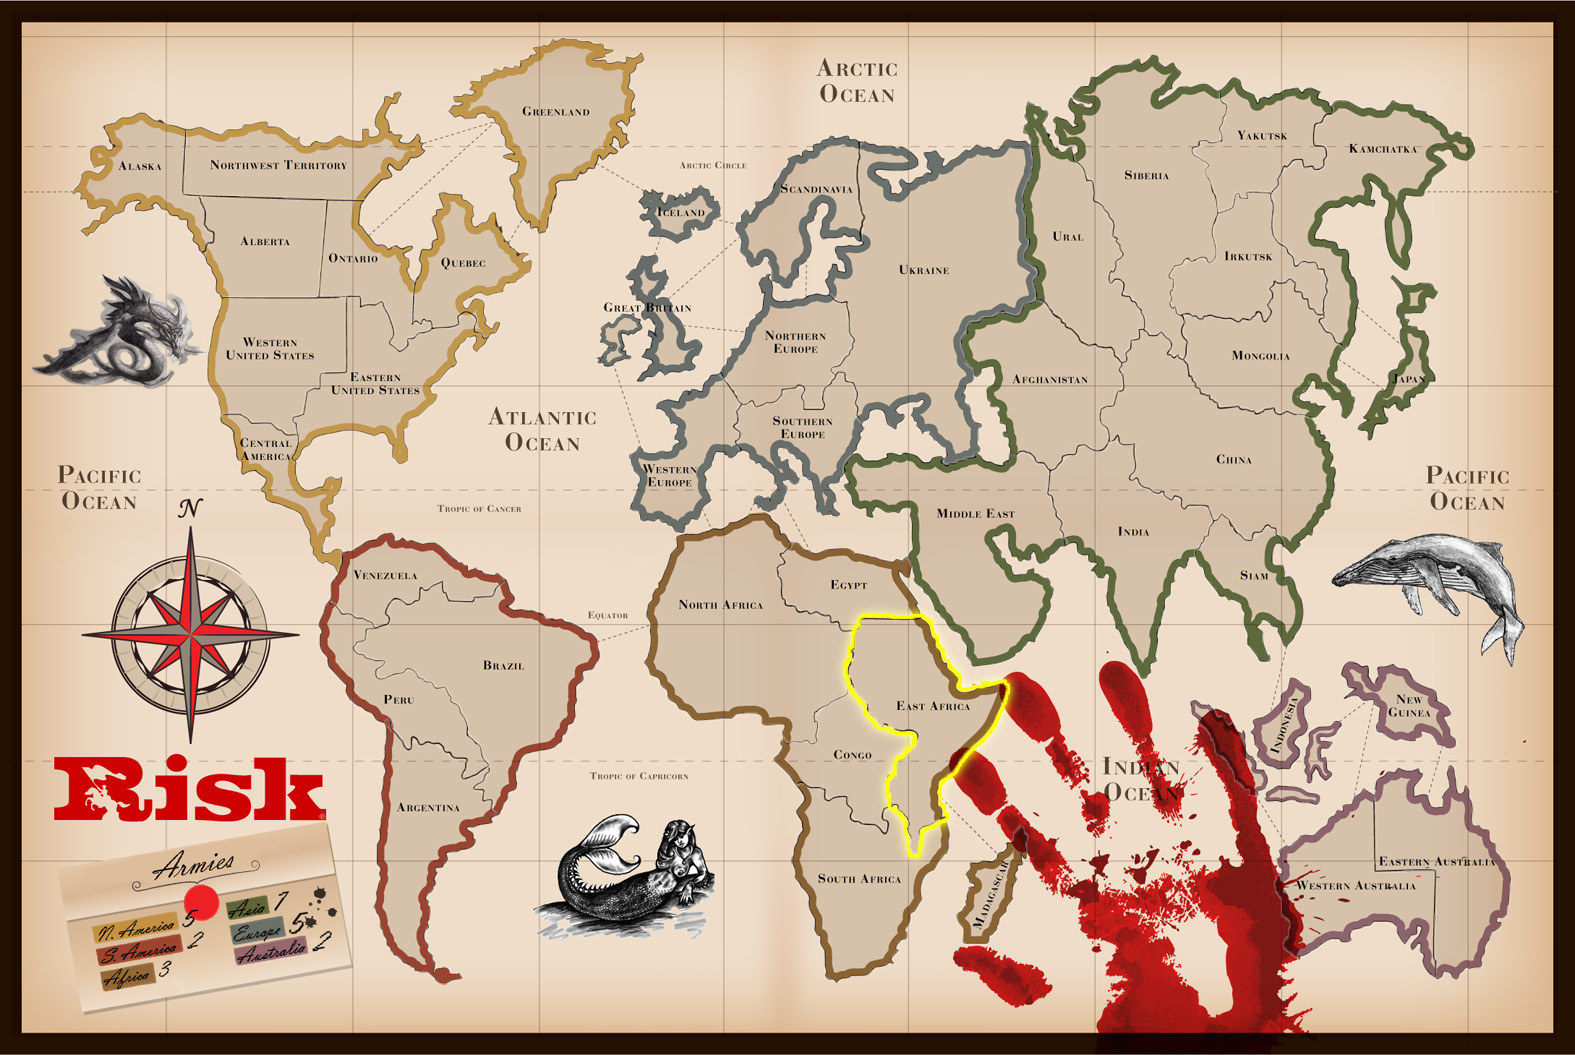 Arctic
Ocean
Greenland
Alaska
Northwest Territory
Arctic Circle
Iceland
Scandinavia
Yakutsk
Kamchatka
Siberia
Alberta
Ontario
Quebec
Ural
Ukraine
Irkutsk
Great Britain
Western
United States
Northern
Europe
Mongolia
Eastern
United States
Afghanistan
Japan
Atlantic
Ocean
Southern
Europe
Central
America
China
Pacific
Ocean
Western
Europe
Pacific
Ocean
N
Tropic of Cancer
Middle East
India
Venezuela
Egypt
Siam
North Africa
Equator
Brazil
Peru
East Africa
New
Guinea
Indonesia
Congo
Indian
Ocean
Tropic of Capricorn
Risk
Argentina
Armies
N. America 5
S. America 2
Africa 3
Asia 7
Europe 5
Australia 2
South Africa
Madagascar
Eastern Australia
Western Australia